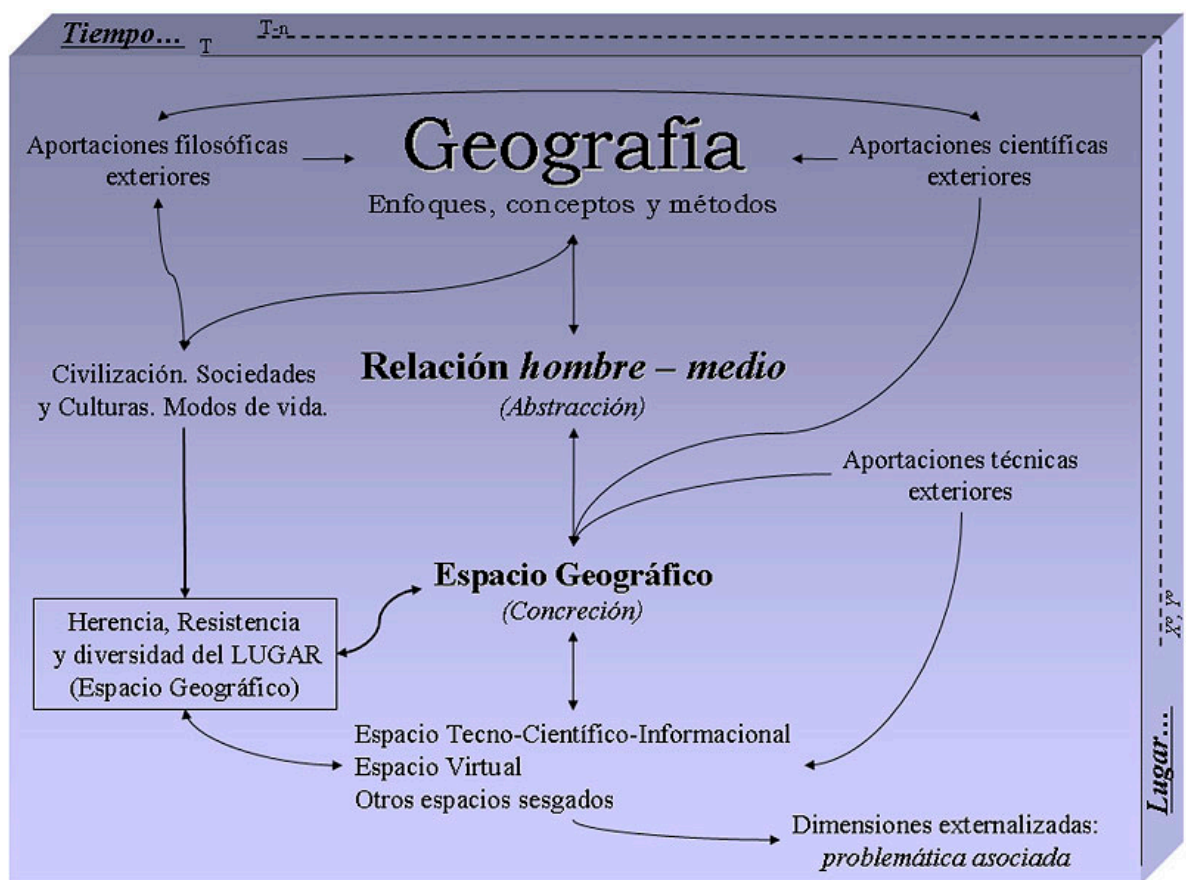 Tiempo...
T
T-n
Aportaciones filosóficas
exteriores
Geografía
Enfoques, conceptos y métodos
Aportaciones científicas
exteriores
Civilización. Sociedades
y Culturas. Modos de vida.
Relación hombre – medio
(Abstracción)
Aportaciones técnicas
exteriores
Espacio Geográfico
(Concreción)
Herencia, Resistencia
y diversidad del LUGAR
(Espacio Geográfico)
Espacio Tecno-Científico-Informacional
Espacio Virtual
Otros espacios sesgados
Dimensiones externalizadas:
problemática asociada
Xº, Yº
Lugar...